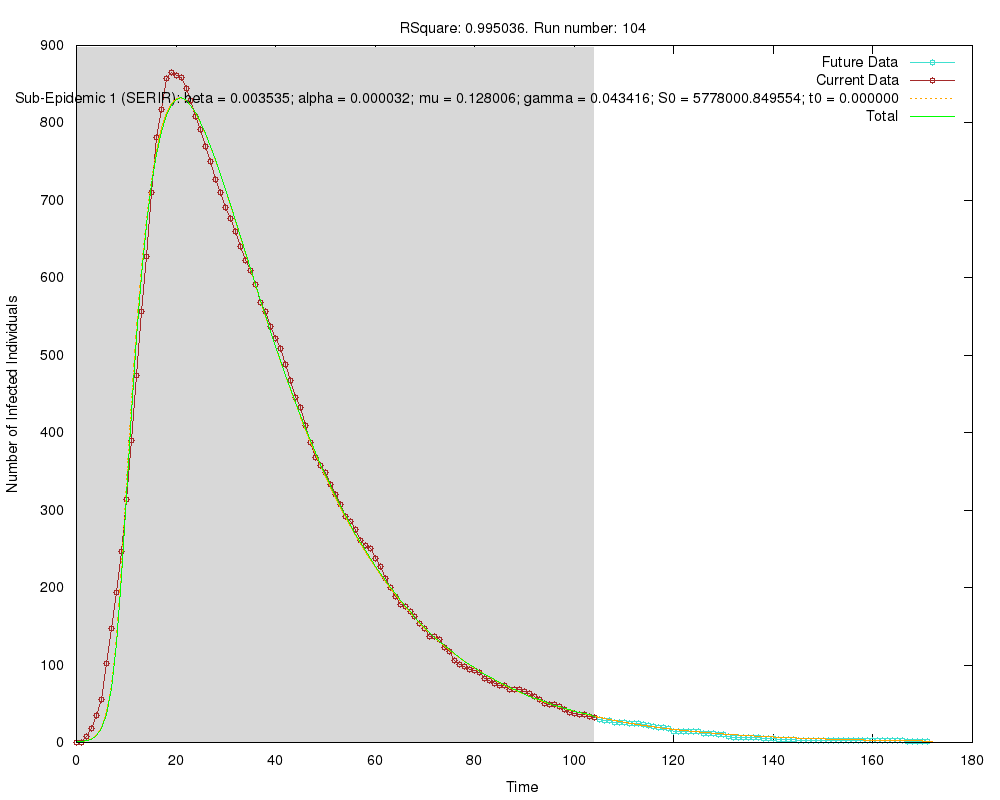 RSquare: 0.995036. Run number: 104
Future Data
Current Data
Sub-Epidemic 1 (SERIR): beta = 0.003535; alpha = 0.000032; mu = 0.128006; gamma = 0.043416; S0 = 5778000.849554; t0 = 0.000000
Total
Number of Infected Individuals
900
800
700
600
500
400
300
200
100
0
0 20 40 60 80 100 120 140 160 180
Time